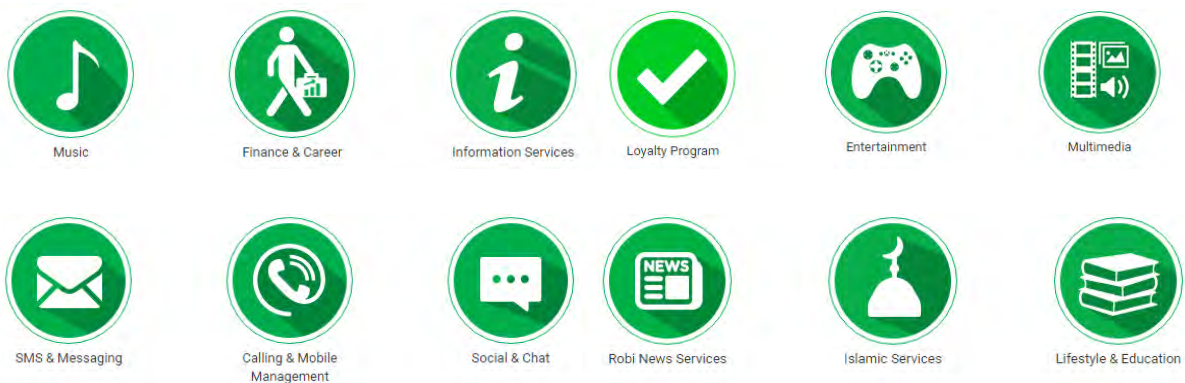 Music
Finance & Career
Information Services
Loyalty Program
Entertainment
Multimedia
SMS & Messaging
Calling & Mobile
Management
Social & Chat
NEWS
Robi News Services
Islamic Services
Lifestyle & Education